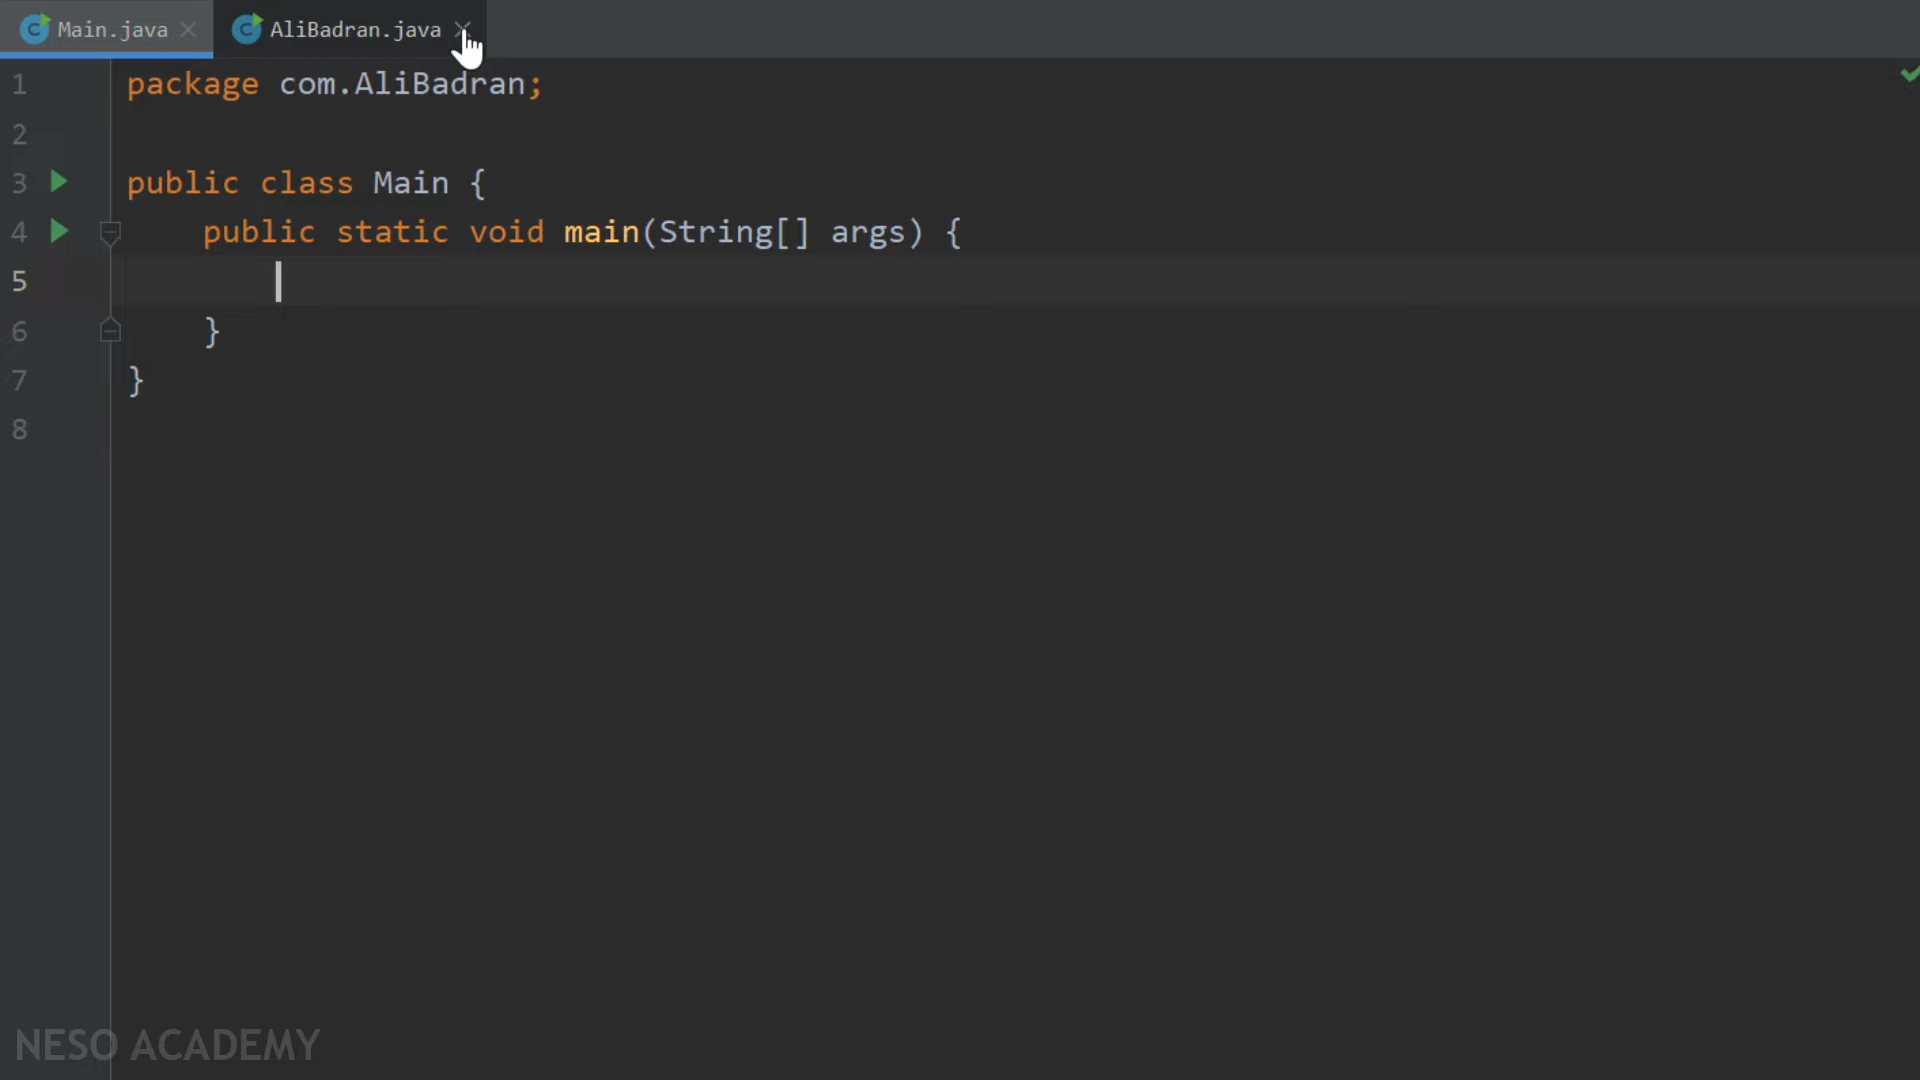 Main.java AliBadran.java
1 package com.AliBadran;
2
3 public class Main {
4 public static void main(String[] args) {
5
6 }
7 }
8
NESO ACADEMY